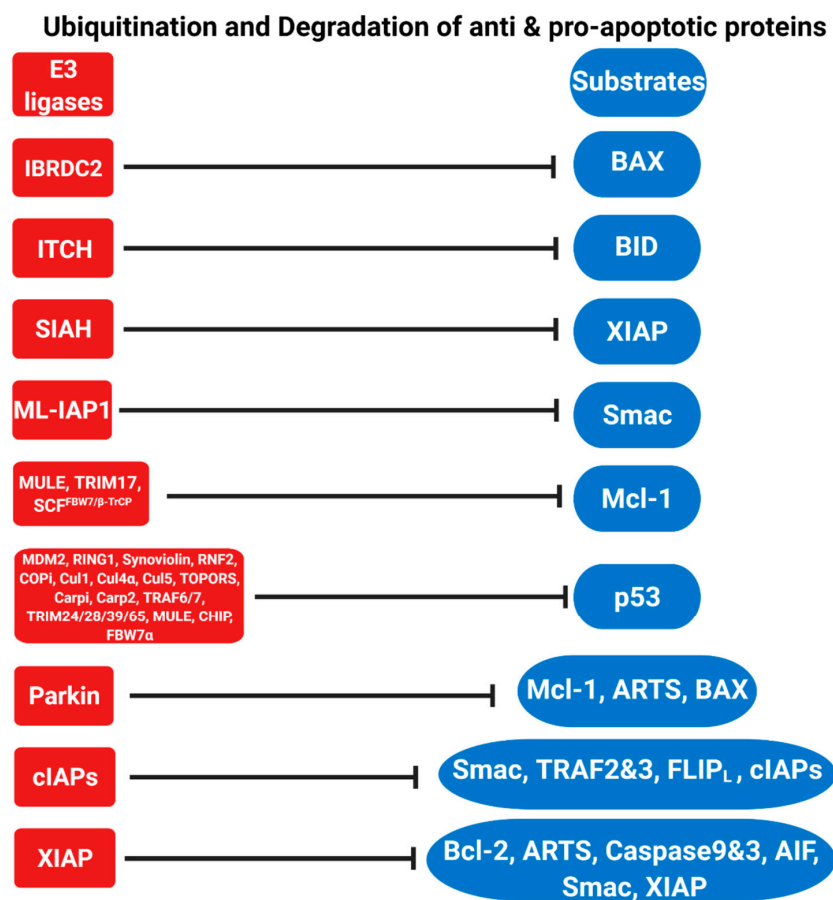 Ubiquitination and Degradation of anti & pro-apoptotic proteins
E3
ligases
Substrates
IBRDC2
BAX
ITCH
BID
SIAH
XIAP
ML-IAP1
Smac
MULE, TRIM17,
SCFFBW7/β-TrCP
Mcl-1
MDM2, RING1, Synoviolin, RNF2,
COPi, Cul1, Cul4α, Cul5, TOPORS,
Carpi, Carp2, TRAF6/7,
TRIM24/28/39/65, MULE, CHIP,
FBW7α
p53
Parkin
Mcl-1, ARTS, BAX
cIAPs
Smac, TRAF2&3, FLIPL, cIAPs
XIAP
Bcl-2, ARTS, Caspase9&3, AIF,
Smac, XIAP